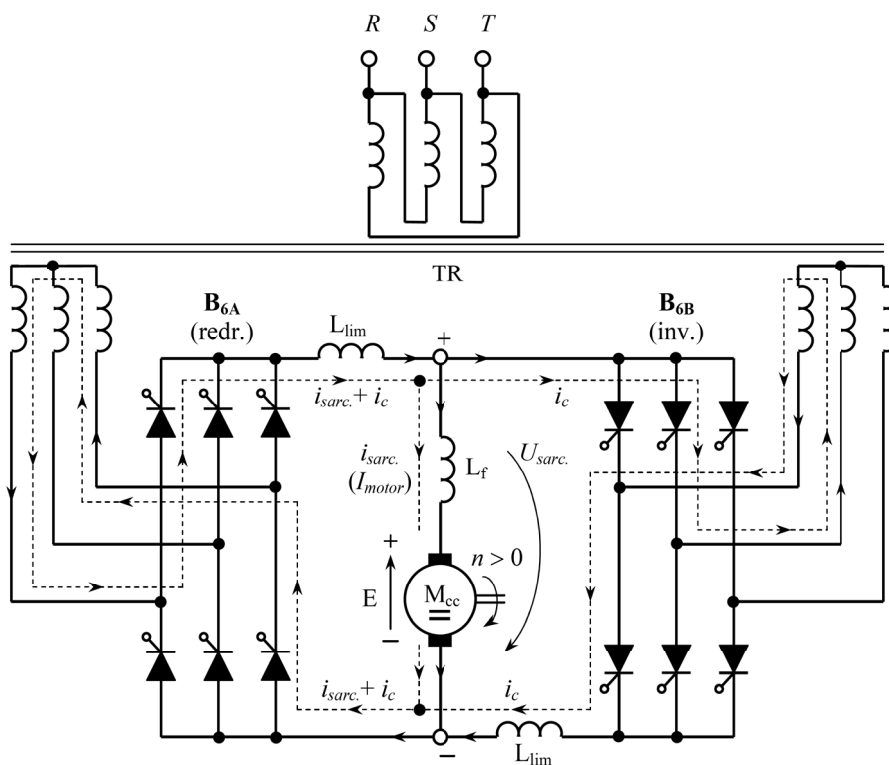 R S T
TR
B6A
(redr.)
Llim
+
B6B
(inv.)
isarc.+ ic
ic
isarc.
(Imotor)
Lf
Usarc.
+
E
−
n > 0
Mcc
isarc.+ ic
ic
−
Llim